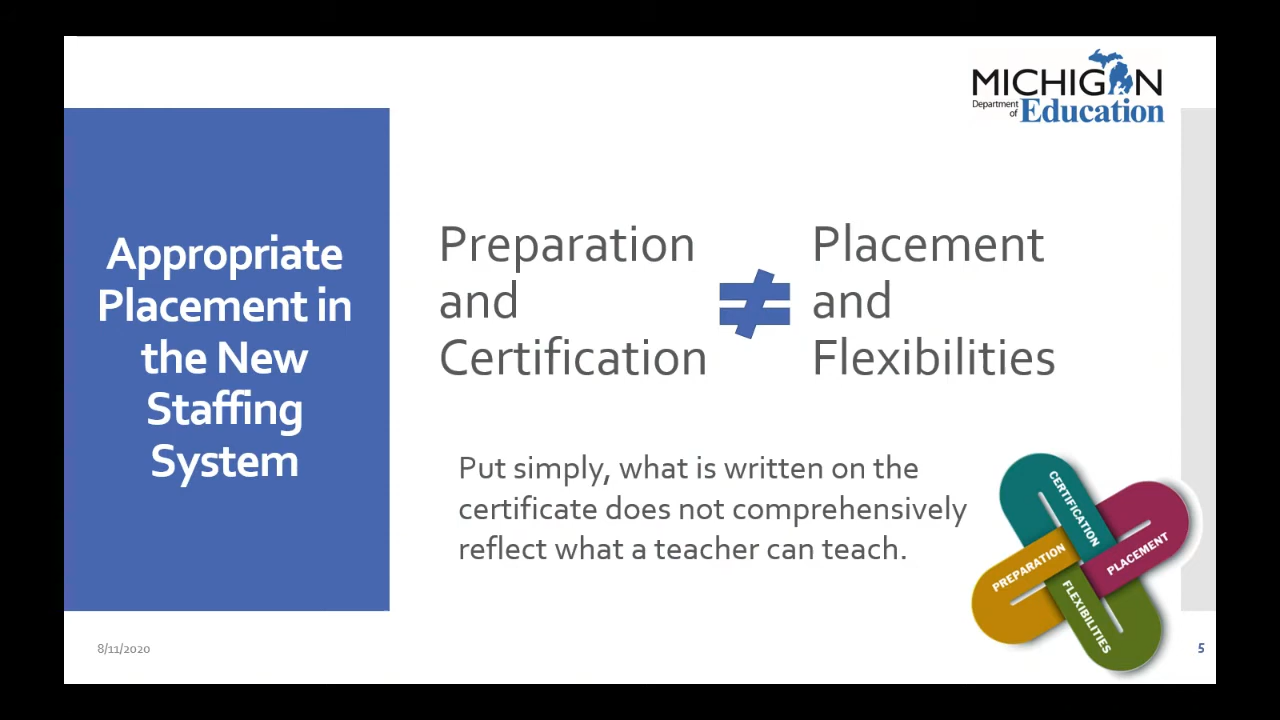 MICHIGAN
Department of Education
Appropriate
Placement in
the New
Staffing
System
Preparation
and
Certification
≠
Placement
and
Flexibilities
Put simply, what is written on the
certificate does not comprehensively
reflect what a teacher can teach.
CERTIFICATION
PLACEMENT
PREPARATION
FLEXIBILITIES
8/11/2020
5